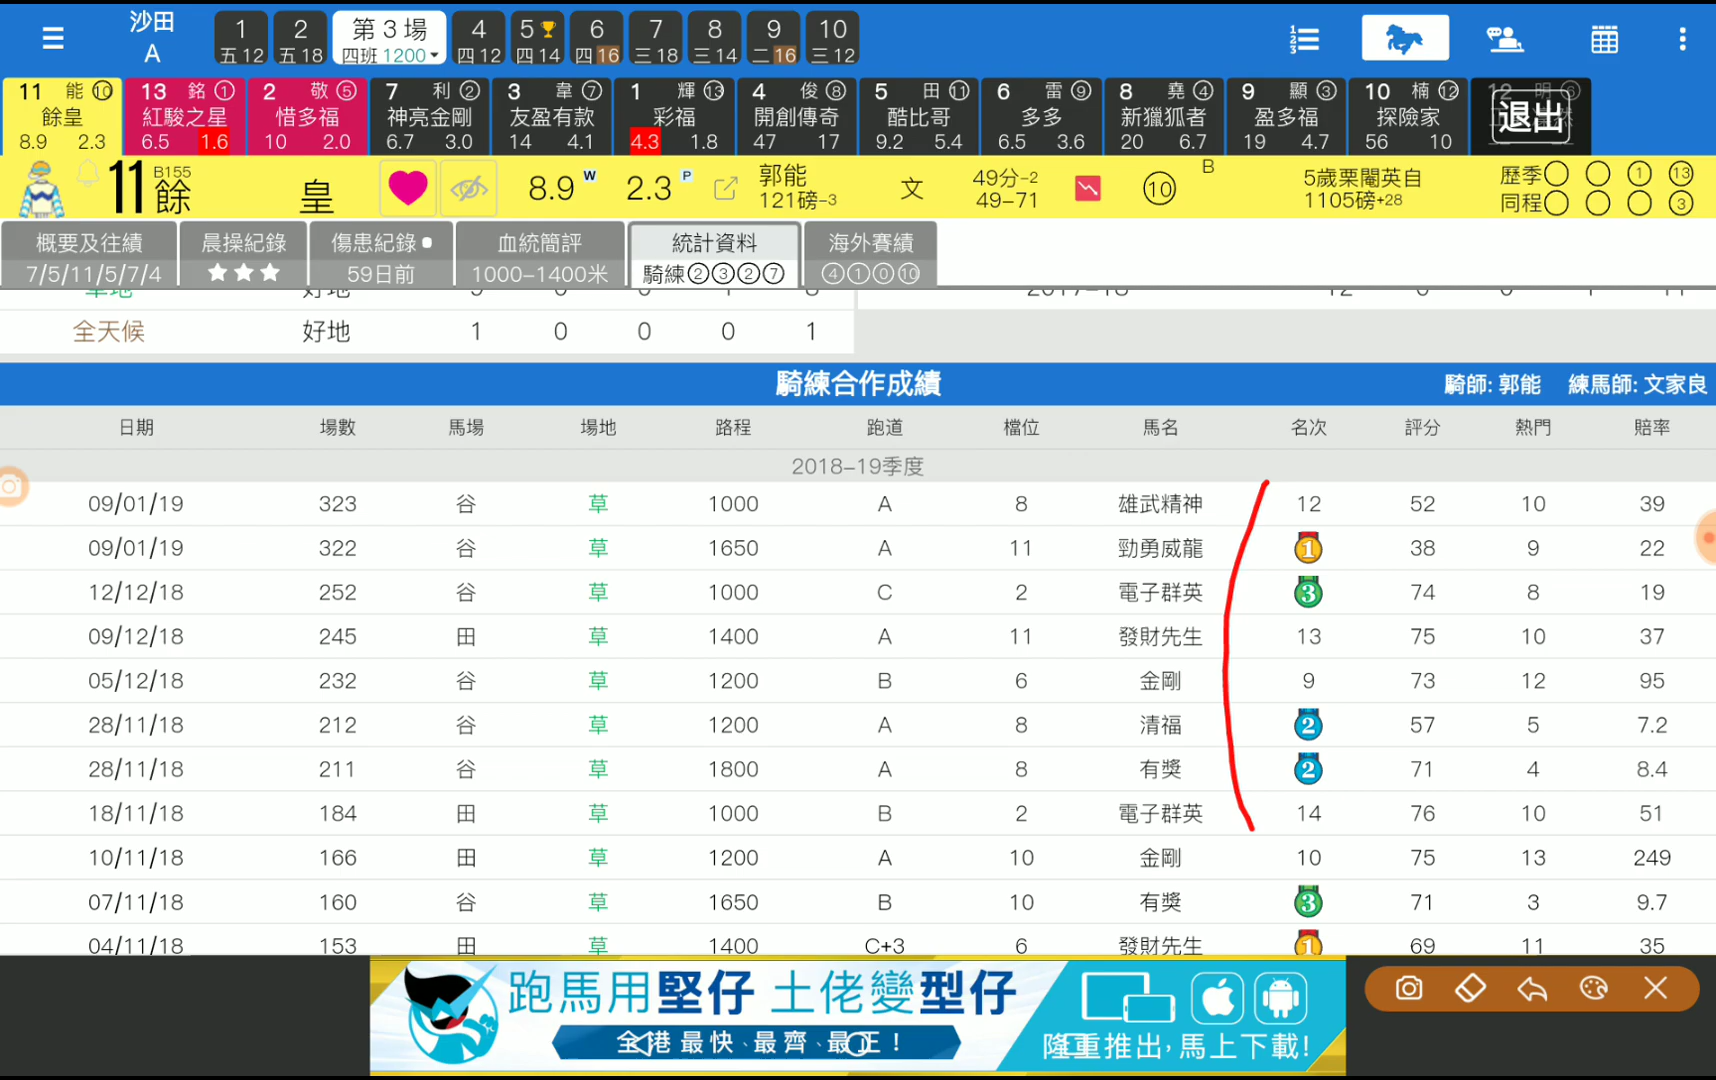 沙田
A
1 五 12
2 五 18
第 3 場 四班 1200
4 四 12
5 四 14
6 四 16
7 三 18
8 三 14
9 二 16
10 三 12
11 能 ⑩
餘皇
8.9 2.3
13 銘 ①
紅駿之星
6.5 1.6
2 敬 ⑤
惜多福
10 2.0
7 利 ②
神亮金剛
6.7 3.0
3 韋 ⑦
友盈有款
14 4.1
1 輝 ⑬
彩福
4.3 1.8
4 俊 ⑧
開創傳奇
47 17
5 田 ⑪
酷比哥
9.2 5.4
6 雷 ⑨
多多
6.5 3.6
8 堯 ④
新獵狐者
20 6.7
9 顯 ③
盈多福
19 4.7
10 楠 ⑫
探險家
56 10
12 明 ⑥
退出
11 B155 餘 皇
8.9 W 2.3 P
郭能
121磅-3
文
49分-2
49-71
⑩ B
5歲栗閹英自
1105磅+28
歷季 ① ⑬
同程 ③
概要及往績
7/5/11/5/7/4
晨操紀錄
★★★
傷患紀錄●
59日前
血統簡評
1000-1400米
統計資料
騎練②③②⑦
海外賽績
④①⓪⑩
草地 好地
2017-18 12
全天候 好地 1 0 0 0 1
騎練合作成績 騎師: 郭能 練馬師: 文家良
日期 場數 馬場 場地 路程 跑道 檔位 馬名 名次 評分 熱門 賠率
2018-19季度
09/01/19 323 谷 草 1000 A 8 雄武精神 12 52 10 39
09/01/19 322 谷 草 1650 A 11 勁勇威龍 1 38 9 22
12/12/18 252 谷 草 1000 C 2 電子群英 3 74 8 19
09/12/18 245 田 草 1400 A 11 發財先生 13 75 10 37
05/12/18 232 谷 草 1200 B 6 金剛 9 73 12 95
28/11/18 212 谷 草 1200 A 8 清福 2 57 5 7.2
28/11/18 211 谷 草 1800 A 8 有獎 2 71 4 8.4
18/11/18 184 田 草 1000 B 2 電子群英 14 76 10 51
10/11/18 166 田 草 1200 A 10 金剛 10 75 13 249
07/11/18 160 谷 草 1650 B 10 有獎 3 71 3 9.7
04/11/18 153 田 草 1400 C+3 6 發財先生 1 69 11 35
跑馬用堅仔 土佬變型仔
全港最快、最齊、最正！
隆重推出，馬上下載!